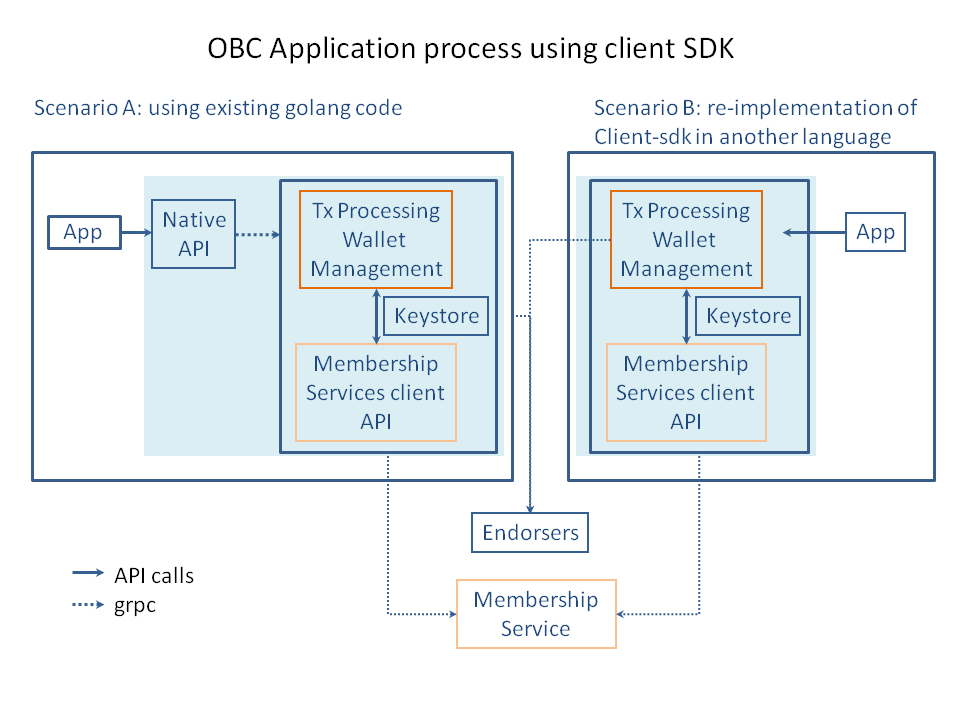 OBC Application process using client SDK
Scenario A: using existing golang code
Scenario B: re-implementation of
Client-sdk in another language
App
Native
API
Tx Processing
Wallet
Management
Keystore
Membership
Services client
API
Tx Processing
Wallet
Management
App
Keystore
Membership
Services client
API
Endorsers
API calls
grpc
Membership
Service